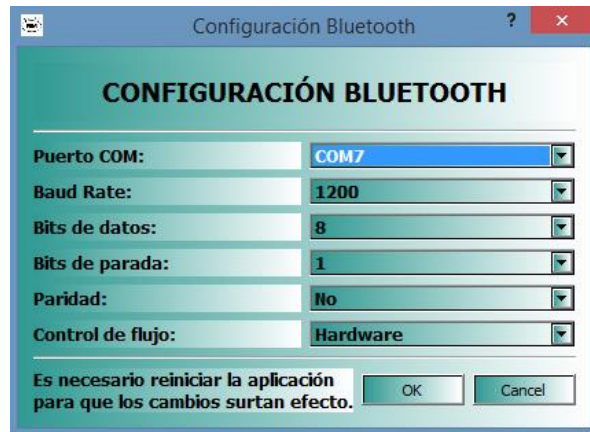 Configuración Bluetooth ? ×
CONFIGURACIÓN BLUETOOTH
Puerto COM: COM7
Baud Rate: 1200
Bits de datos: 8
Bits de parada: 1
Paridad: No
Control de flujo: Hardware
Es necesario reiniciar la aplicación
para que los cambios surtan efecto.
OK Cancel